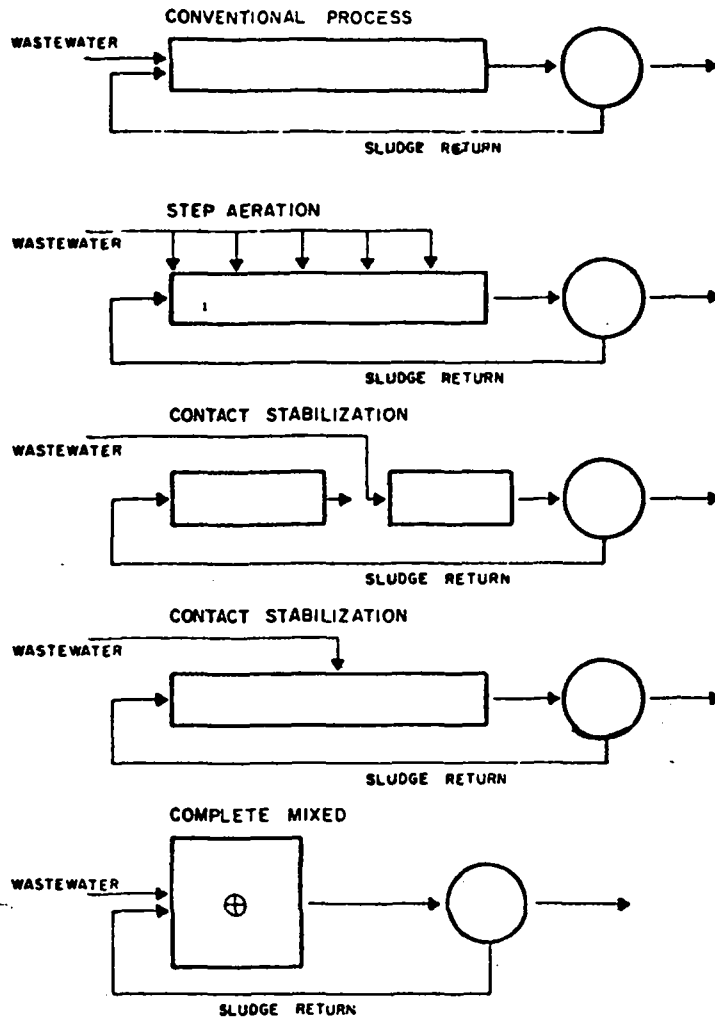 CONVENTIONAL PROCESS
WASTEWATER
SLUDGE RETURN
STEP AERATION
WASTEWATER
1
SLUDGE RETURN
CONTACT STABILIZATION
WASTEWATER
SLUDGE RETURN
CONTACT STABILIZATION
WASTEWATER
SLUDGE RETURN
COMPLETE MIXED
WASTEWATER
SLUDGE RETURN